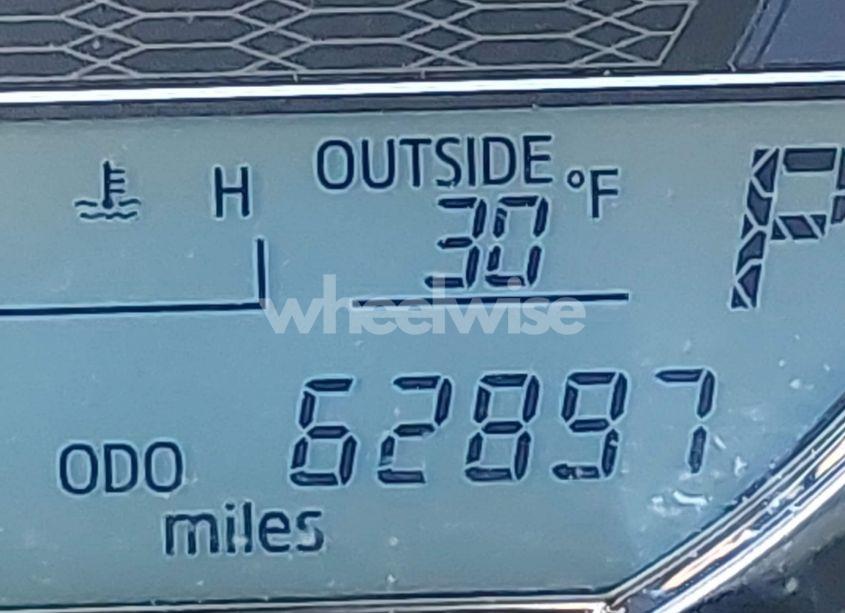 OUTSIDE
H 30 °F P
wheelwise
ODO 62897
miles